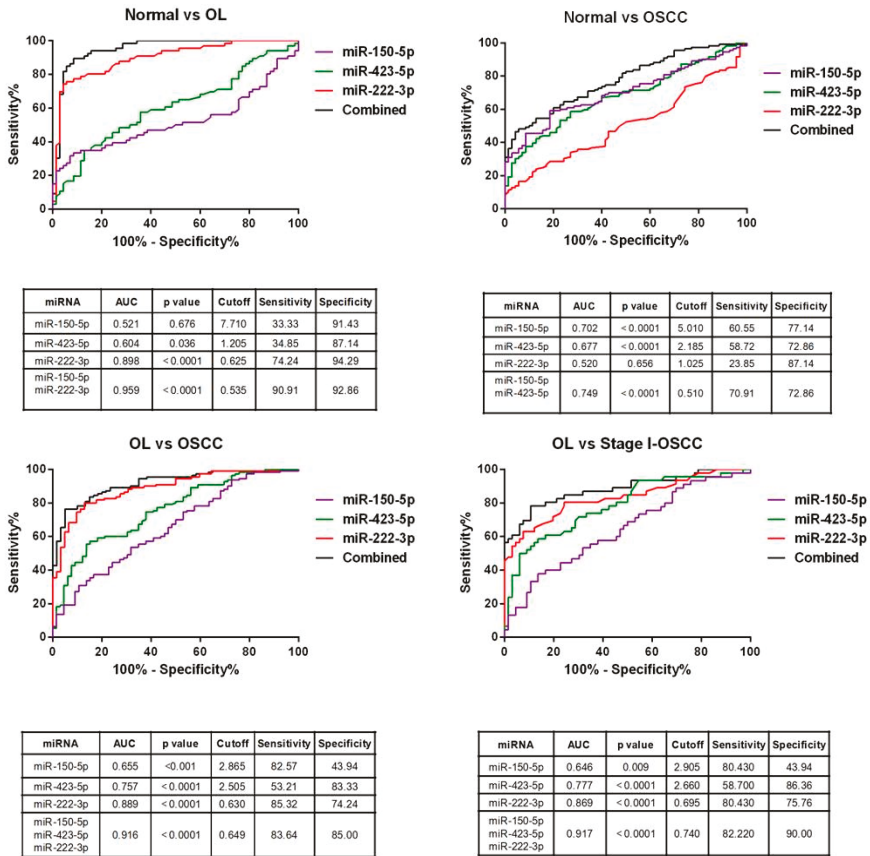 Normal vs OL
100
80
60
40
20
0
Sensitivity%
0 20 40 60 80 100
100% - Specificity%
miR-150-5p
miR-423-5p
miR-222-3p
Combined
Normal vs OSCC
100
80
60
40
20
0
Sensitivity%
0 20 40 60 80 100
100% - Specificity%
miR-150-5p
miR-423-5p
miR-222-3p
Combined
miRNA AUC p value Cutoff Sensitivity Specificity
miR-150-5p 0.521 0.676 7.710 33.33 91.43
miR-423-5p 0.604 0.036 1.205 34.85 87.14
miR-222-3p 0.898 <0.0001 0.625 74.24 94.29
miR-150-5p
miR-222-3p 0.959 <0.0001 0.535 90.91 92.86
miRNA AUC p value Cutoff Sensitivity Specificity
miR-150-5p 0.702 <0.0001 5.010 60.55 77.14
miR-423-5p 0.677 <0.0001 2.185 58.72 72.86
miR-222-3p 0.520 0.656 1.025 23.85 87.14
miR-150-5p
miR-423-5p 0.749 <0.0001 0.510 70.91 72.86
OL vs OSCC
100
80
60
40
20
0
Sensitivity%
0 20 40 60 80 100
100% - Specificity%
miR-150-5p
miR-423-5p
miR-222-3p
Combined
OL vs Stage I-OSCC
100
80
60
40
20
0
Sensitivity%
0 20 40 60 80 100
100% - Specificity%
miR-150-5p
miR-423-5p
miR-222-3p
Combined
miRNA AUC p value Cutoff Sensitivity Specificity
miR-150-5p 0.655 <0.001 2.865 82.57 43.94
miR-423-5p 0.757 <0.0001 2.505 53.21 83.33
miR-222-3p 0.889 <0.0001 0.630 85.32 74.24
miR-150-5p
miR-423-5p 0.916 <0.0001 0.649 83.64 85.00
miR-222-3p
miRNA AUC p value Cutoff Sensitivity Specificity
miR-150-5p 0.646 0.009 2.905 80.430 43.94
miR-423-5p 0.777 <0.0001 2.660 58.700 86.36
miR-222-3p 0.869 <0.0001 0.695 80.430 75.76
miR-150-5p
miR-423-5p 0.917 <0.0001 0.740 82.220 90.00
miR-222-3p